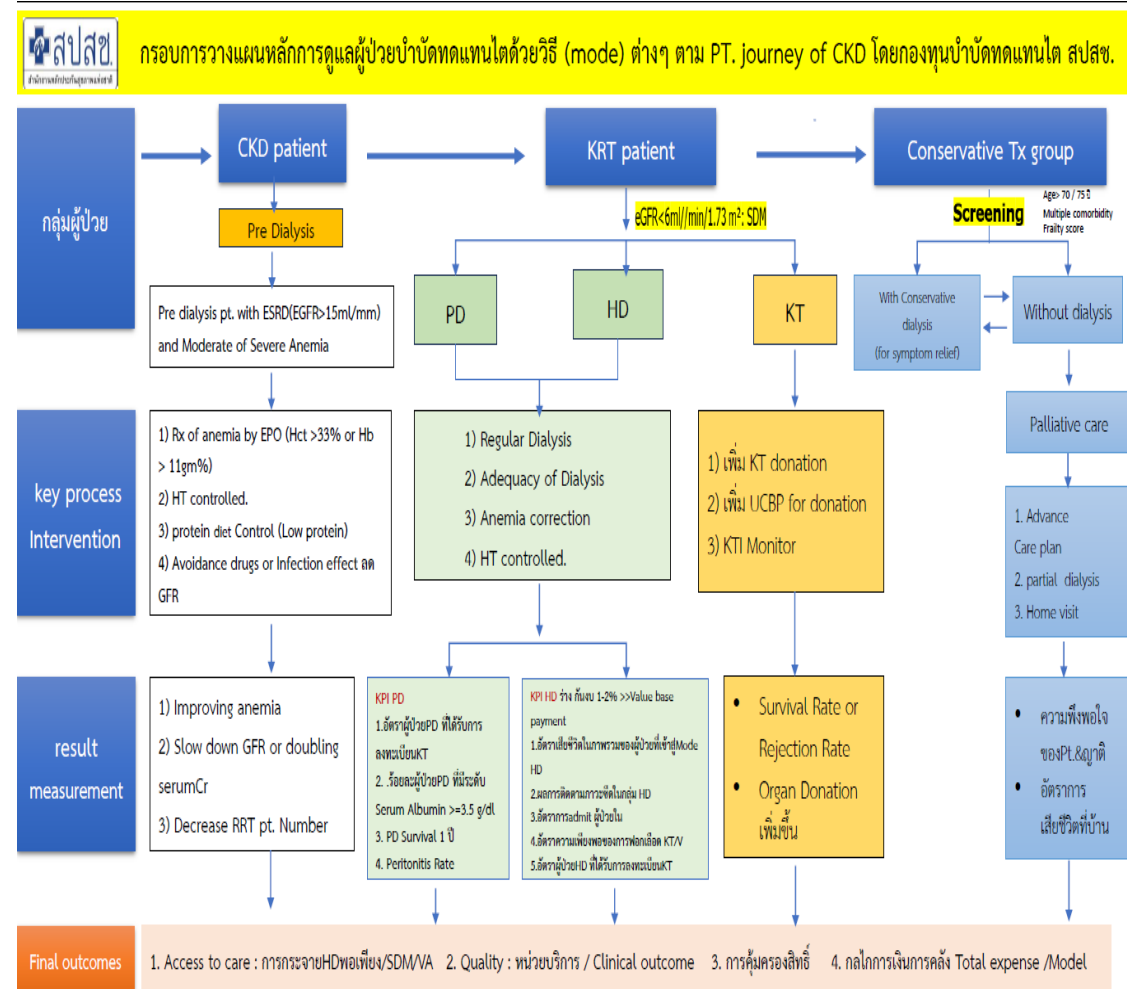 สปสช.
สำนักงานหลักประกันสุขภาพแห่งชาติ
กรอบการวางแผนหลักการดูแลผู้ป่วยบำบัดทดแทนไตด้วยวิธี (mode) ต่างๆ ตาม PT. journey of CKD โดยกองทุนบำบัดทดแทนไต สปสช.
กลุ่มผู้ป่วย
CKD patient
KRT patient
Conservative Tx group
Pre Dialysis
eGFR<6ml//min/1.73 m²: SDM
Screening
Age> 70 / 75 ปี
Multiple comorbidity
Frailty score
Pre dialysis pt. with ESRD(EGFR>15ml/mm)
and Moderate of Severe Anemia
PD
HD
KT
With Conservative
dialysis
(for symptom relief)
Without dialysis
Palliative care
key process
Intervention
1) Rx of anemia by EPO (Hct >33% or Hb
> 11gm%)
2) HT controlled.
3) protein diet Control (Low protein)
4) Avoidance drugs or Infection effect ลด
GFR
1) Regular Dialysis
2) Adequacy of Dialysis
3) Anemia correction
4) HT controlled.
1) เพิ่ม KT donation
2) เพิ่ม UCBP for donation
3) KTI Monitor
1. Advance
Care plan
2. partial dialysis
3. Home visit
result
measurement
1) Improving anemia
2) Slow down GFR or doubling
serumCr
3) Decrease RRT pt. Number
KPI PD
1.อัตราผู้ป่วยPD ที่ได้รับการ
ลงทะเบียนKT
2. .ร้อยละผู้ป่วยPD ที่มีระดับ
Serum Albumin >=3.5 g/dl
3. PD Survival 1 ปี
4. Peritonitis Rate
KPI HD ร่าง กันงบ 1-2% >>Value base
payment
1.อัตราเสียชีวิตในภาพรวมของผู้ป่วยที่เข้าสู่Mode
HD
2.ผลการติดตามภาวะซีดในกลุ่ม HD
3.อัตราการadmit ผู้ป่วยใน
4.อัตราความเพียงพอของการฟอกเลือด KT/V
5.อัตราผู้ป่วยHD ที่ได้รับการลงทะเบียนKT
• Survival Rate or
Rejection Rate
• Organ Donation
เพิ่มขึ้น
• ความพึงพอใจ
ของPt.&ญาติ
• อัตราการ
เสียชีวิตที่บ้าน
Final outcomes
1. Access to care : การกระจายHDพอเพียง/SDM/VA 2. Quality : หน่วยบริการ / Clinical outcome 3. การคุ้มครองสิทธิ์ 4. กลไกการเงินการคลัง Total expense /Model